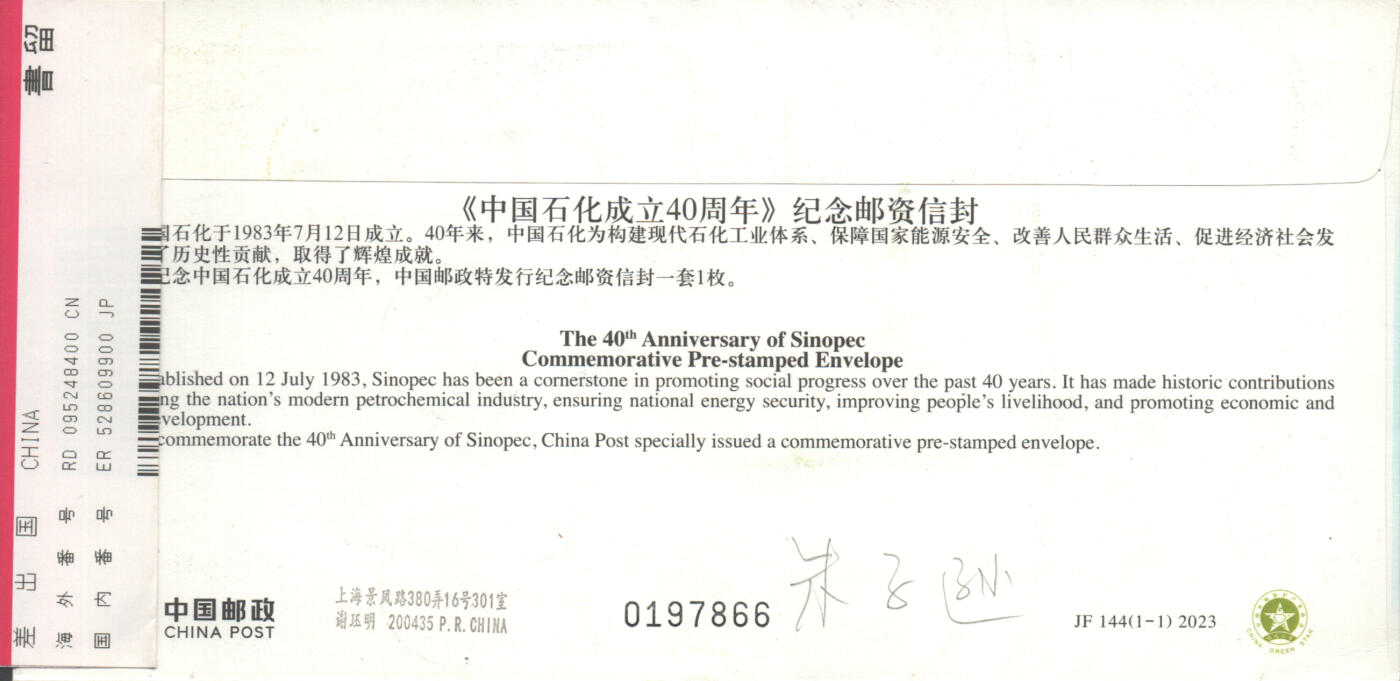 書留
差出国 CHINA
海外番号 RD 095248400 CN
国内番号 ER 528609900 JP
《中国石化成立40周年》纪念邮资信封
国石化于1983年7月12日成立。40年来，中国石化为构建现代石化工业体系、保障国家能源安全、改善人民群众生活、促进经济社会发
了历史性贡献，取得了辉煌成就。
纪念中国石化成立40周年，中国邮政特发行纪念邮资信封一套1枚。
The 40th Anniversary of Sinopec
Commemorative Pre-stamped Envelope
ablished on 12 July 1983, Sinopec has been a cornerstone in promoting social progress over the past 40 years. It has made historic contributions
ng the nation's modern petrochemical industry, ensuring national energy security, improving people's livelihood, and promoting economic and
velopment.
commemorate the 40th Anniversary of Sinopec, China Post specially issued a commemorative pre-stamped envelope.
中国邮政
CHINA POST
上海景凤路380弄16号301室
谢珏明 200435 P.R.CHINA
0197866
朱子逊
JF 144(1-1) 2023
CHINA GREEN STAR